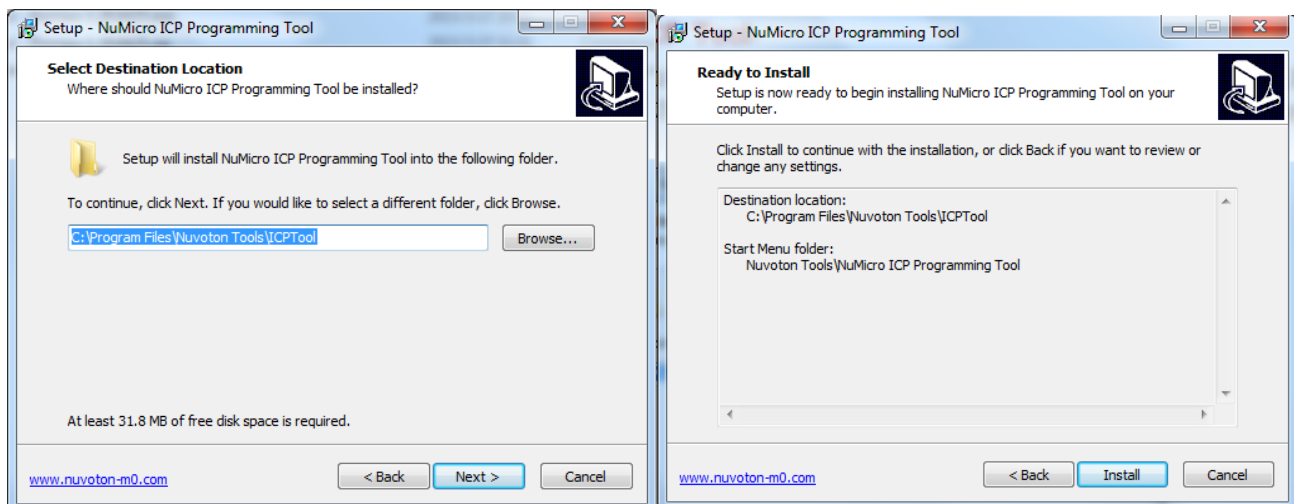 Setup - NuMicro ICP Programming Tool
Select Destination Location
Where should NuMicro ICP Programming Tool be installed?
Setup will install NuMicro ICP Programming Tool into the following folder.
To continue, click Next. If you would like to select a different folder, click Browse.
C:\Program Files\Nuvoton Tools\ICPTool
Browse...
At least 31.8 MB of free disk space is required.
www.nuvoton-m0.com
< Back
Next >
Cancel
Setup - NuMicro ICP Programming Tool
Ready to Install
Setup is now ready to begin installing NuMicro ICP Programming Tool on your
computer.
Click Install to continue with the installation, or click Back if you want to review or
change any settings.
Destination location:
C:\Program Files\Nuvoton Tools\ICPTool
Start Menu folder:
Nuvoton Tools\NuMicro ICP Programming Tool
www.nuvoton-m0.com
< Back
Install
Cancel